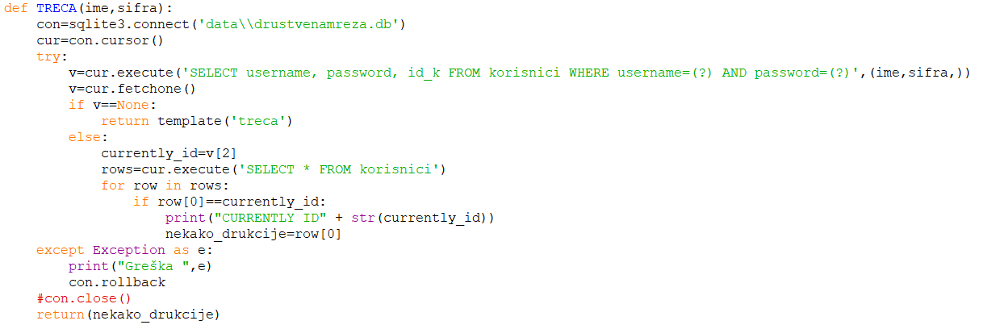 def TRECA(ime,sifra):
    con=sqlite3.connect('data\\drustvenamreza.db')
    cur=con.cursor()
    try:
        v=cur.execute('SELECT username, password, id_k FROM korisnici WHERE username=(?) AND password=(?)',(ime,sifra,))
        v=cur.fetchone()
        if v==None:
            return template('treca')
        else:
            currently_id=v[2]
            rows=cur.execute('SELECT * FROM korisnici')
            for row in rows:
                if row[0]==currently_id:
                    print("CURRENTLY ID" + str(currently_id))
                    nekako_drukcije=row[0]
    except Exception as e:
        print("Greška ",e)
        con.rollback
    #con.close()
    return(nekako_drukcije)